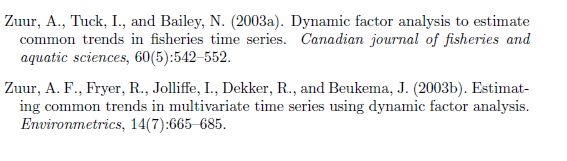 Zuur, A., Tuck, I., and Bailey, N. (2003a). Dynamic factor analysis to estimate
common trends in fisheries time series. Canadian journal of fisheries and
aquatic sciences, 60(5):542–552.
Zuur, A. F., Fryer, R., Jolliffe, I., Dekker, R., and Beukema, J. (2003b). Estimat-
ing common trends in multivariate time series using dynamic factor analysis.
Environmetrics, 14(7):665–685.